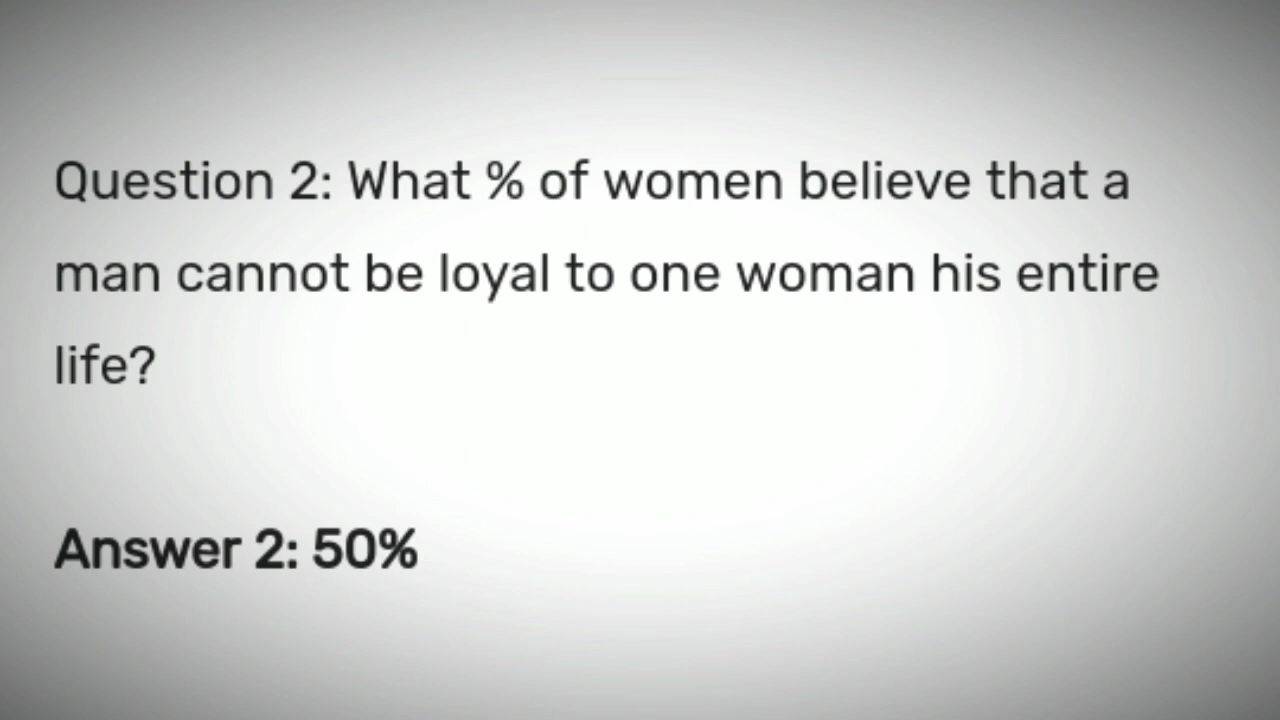 Question 2: What % of women believe that a
man cannot be loyal to one woman his entire
life?
Answer 2: 50%